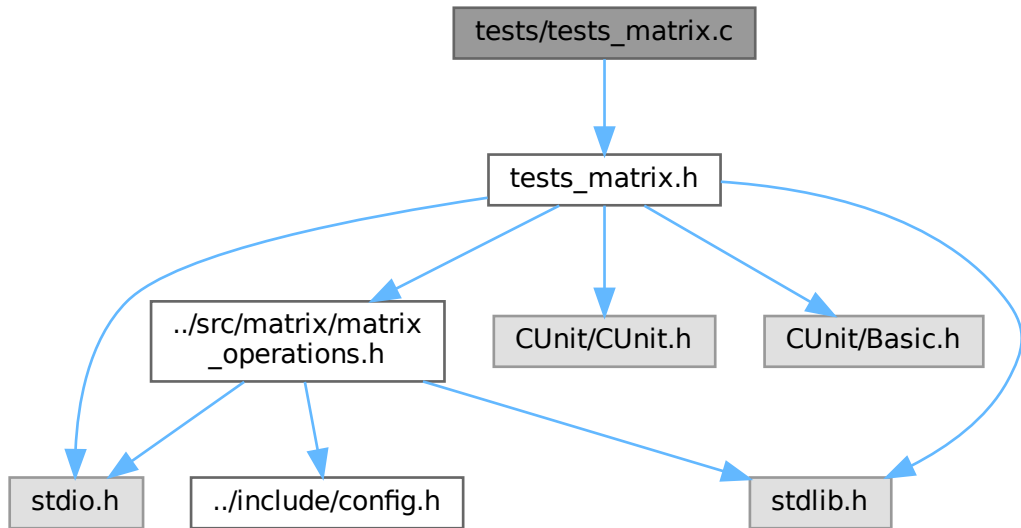 tests/tests_matrix.c
tests_matrix.h
../src/matrix/matrix
_operations.h
CUnit/CUnit.h
CUnit/Basic.h
stdio.h
../include/config.h
stdlib.h